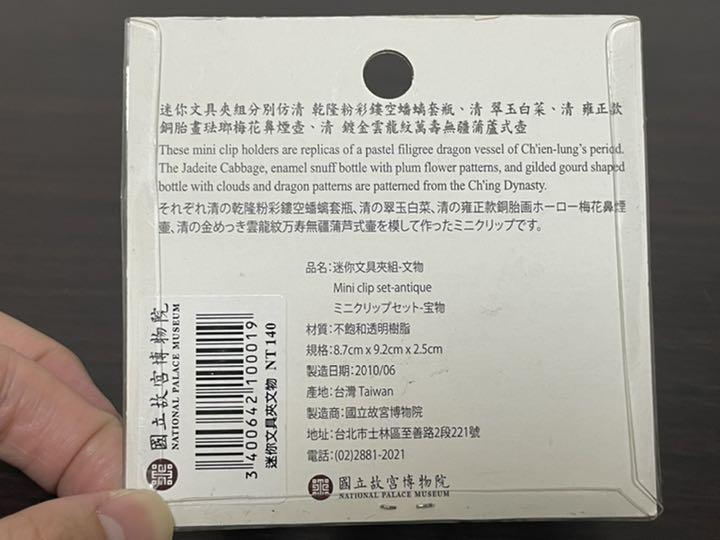 迷你文具夾組分別仿清 乾隆粉彩鏤空蟠螭套瓶、清 翠玉白菜、清 雍正款
銅胎畫琺瑯梅花鼻煙壺、清 鍍金雲龍紋萬壽無疆蒲蘆式壺
These mini clip holders are replicas of a pastel filigree dragon vessel of Ch'ien-lung's period.
The Jadeite Cabbage, enamel snuff bottle with plum flower patterns, and gilded gourd shaped
bottle with clouds and dragon patterns are patterned from the Ch'ing Dynasty.
それぞれ清の乾隆粉彩鏤空蟠螭套瓶、清の翠玉白菜、清の雍正款銅胎画ホーロー梅花鼻煙
壷、清の金めっき雲龍紋万寿無疆蒲芦式壷を模して作ったミニクリップです。
品名:迷你文具夾組-文物
Mini clip set-antique
ミニクリップセット-宝物
材質:不飽和透明樹脂
規格:8.7cm x 9.2cm x 2.5cm
製造日期:2010/06
產地:台灣 Taiwan
製造商:國立故宮博物院
地址:台北市士林區至善路2段221號
電話:(02)2881-2021
國立故宮博物院
NATIONAL PALACE MUSEUM
國立故宮博物院
NATIONAL PALACE MUSEUM
3400642100019
迷你文具夾文物 NT 140